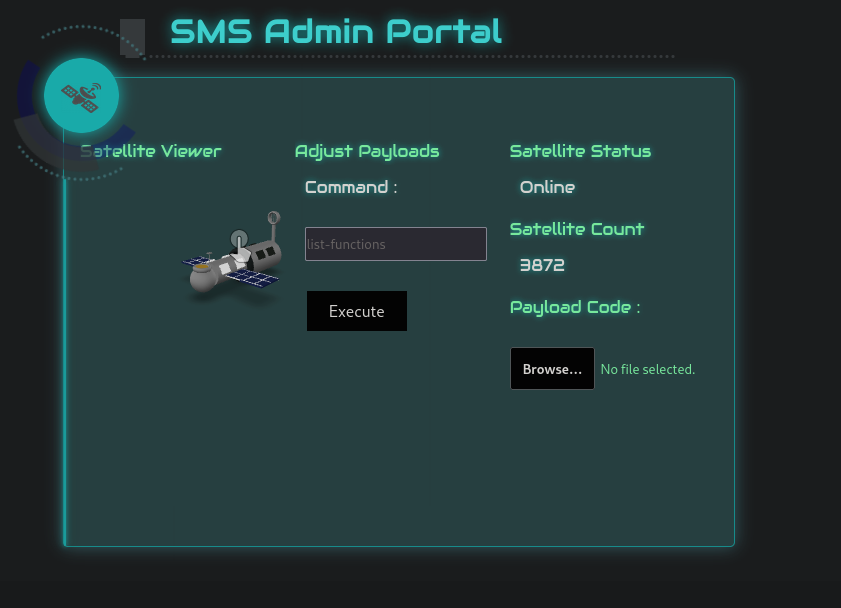 SMS Admin Portal
Satellite Viewer
Adjust Payloads
Command :
list-functions
Execute
Satellite Status
Online
Satellite Count
3872
Payload Code :
Browse...
No file selected.